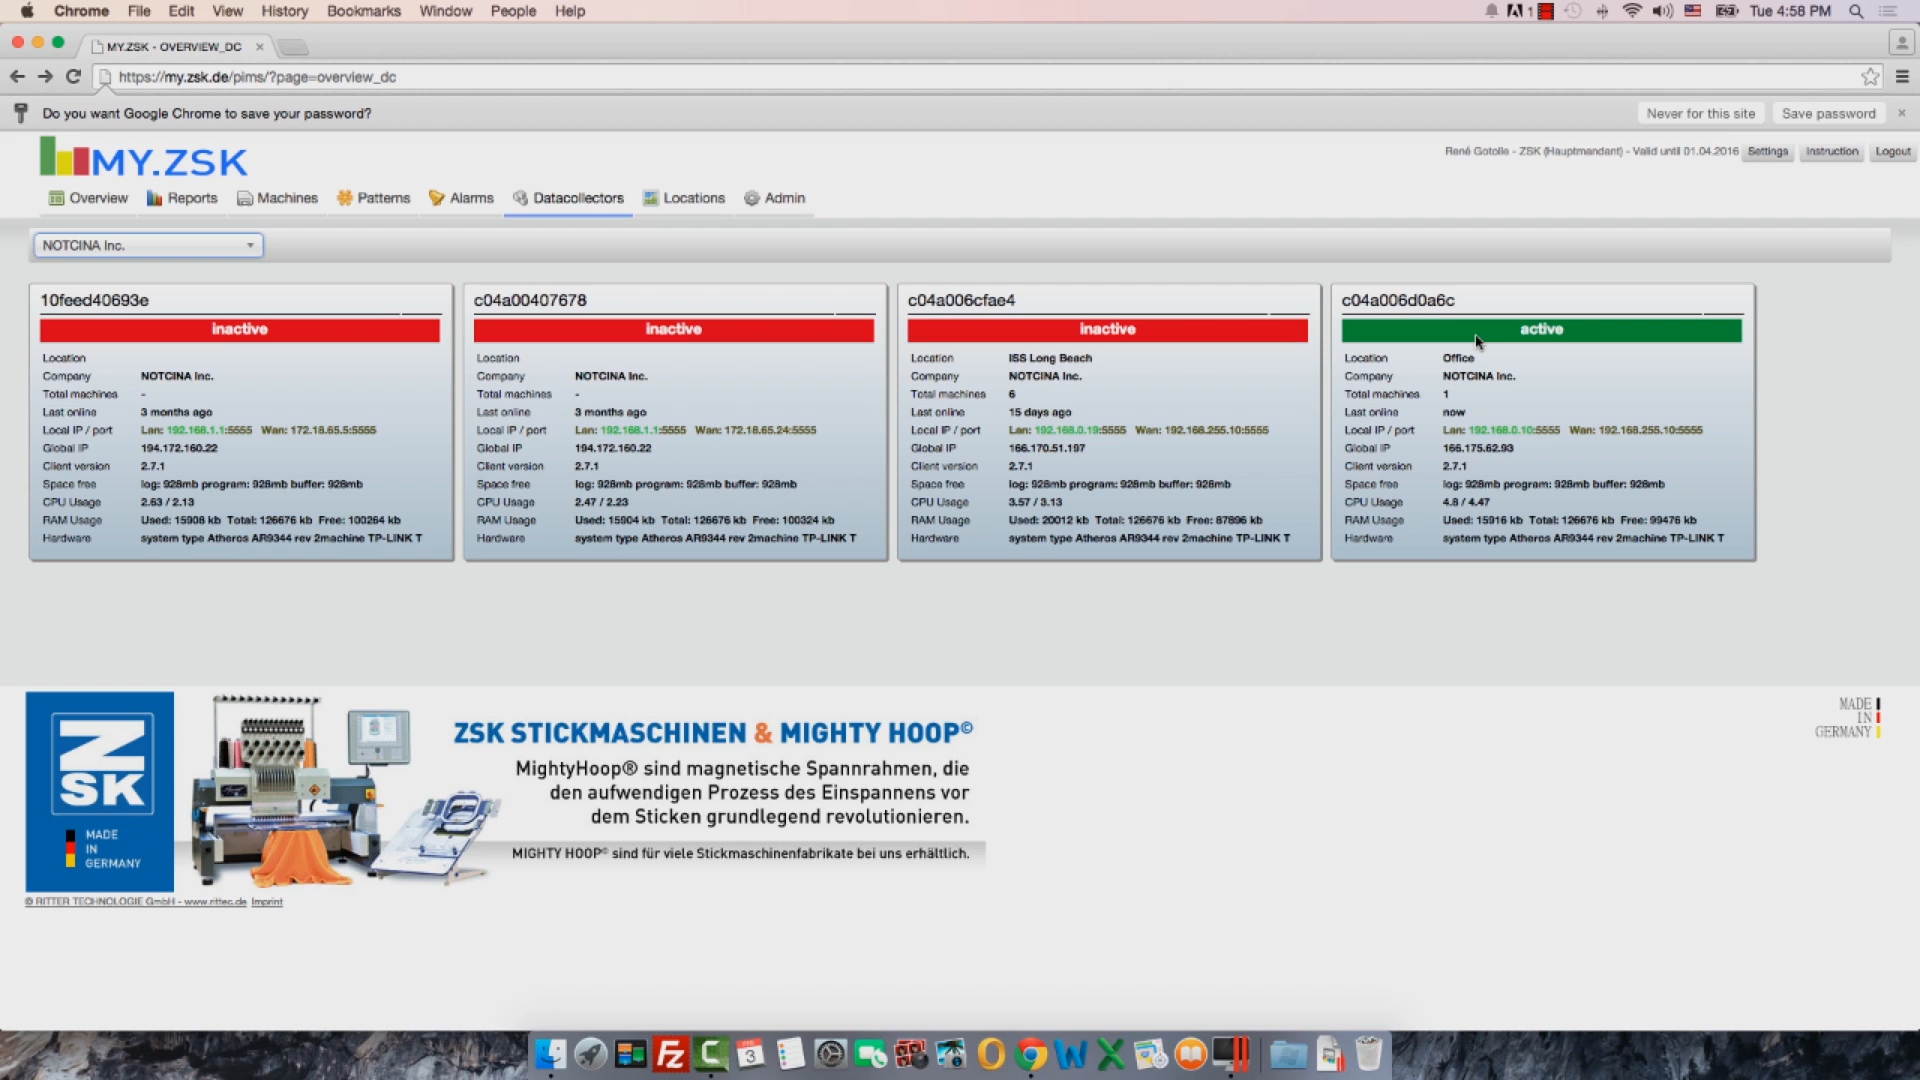 Chrome File Edit View History Bookmarks Window People Help
1 Tue 4:58 PM
MY.ZSK - OVERVIEW_DC
https://my.zsk.de/pims/?page=overview_dc
Do you want Google Chrome to save your password? Never for this site Save password
MY.ZSK
René Gotolle - ZSK (Hauptmandant) - Valid until 01.04.2016 Settings Instruction Logout
Overview Reports Machines Patterns Alarms Datacollectors Locations Admin
NOTCINA Inc.
10feed40693e
inactive
Location
Company NOTCINA Inc.
Total machines -
Last online 3 months ago
Local IP / port Lan: 192.168.1.1:5555 Wan: 172.18.65.5:5555
Global IP 194.172.160.22
Client version 2.7.1
Space free log: 928mb program: 928mb buffer: 928mb
CPU Usage 2.63 / 2.13
RAM Usage Used: 15908 kb Total: 126676 kb Free: 100264 kb
Hardware system type Atheros AR9344 rev 2machine TP-LINK T
c04a00407678
inactive
Location
Company NOTCINA Inc.
Total machines -
Last online 3 months ago
Local IP / port Lan: 192.168.1.1:5555 Wan: 172.18.65.24:5555
Global IP 194.172.160.22
Client version 2.7.1
Space free log: 928mb program: 928mb buffer: 928mb
CPU Usage 2.47 / 2.23
RAM Usage Used: 15904 kb Total: 126676 kb Free: 100324 kb
Hardware system type Atheros AR9344 rev 2machine TP-LINK T
c04a006cfae4
inactive
Location ISS Long Beach
Company NOTCINA Inc.
Total machines 6
Last online 15 days ago
Local IP / port Lan: 192.168.0.19:5555 Wan: 192.168.255.10:5555
Global IP 166.170.51.197
Client version 2.7.1
Space free log: 928mb program: 928mb buffer: 928mb
CPU Usage 3.57 / 3.13
RAM Usage Used: 20012 kb Total: 126676 kb Free: 87896 kb
Hardware system type Atheros AR9344 rev 2machine TP-LINK T
c04a006d0a6c
active
Location Office
Company NOTCINA Inc.
Total machines 1
Last online now
Local IP / port Lan: 192.168.0.10:5555 Wan: 192.168.255.10:5555
Global IP 166.175.62.93
Client version 2.7.1
Space free log: 928mb program: 928mb buffer: 928mb
CPU Usage 4.8 / 4.47
RAM Usage Used: 15916 kb Total: 126676 kb Free: 99476 kb
Hardware system type Atheros AR9344 rev 2machine TP-LINK T
ZSK
MADE
IN
GERMANY
ZSK STICKMASCHINEN & MIGHTY HOOP©
MightyHoop® sind magnetische Spannrahmen, die
den aufwendigen Prozess des Einspannens vor
dem Sticken grundlegend revolutionieren.
MIGHTY HOOP® sind für viele Stickmaschinenfabrikate bei uns erhältlich.
MADE
IN
GERMANY
© RITTER TECHNOLOGIE GmbH - www.rittec.de Imprint
Fz
3